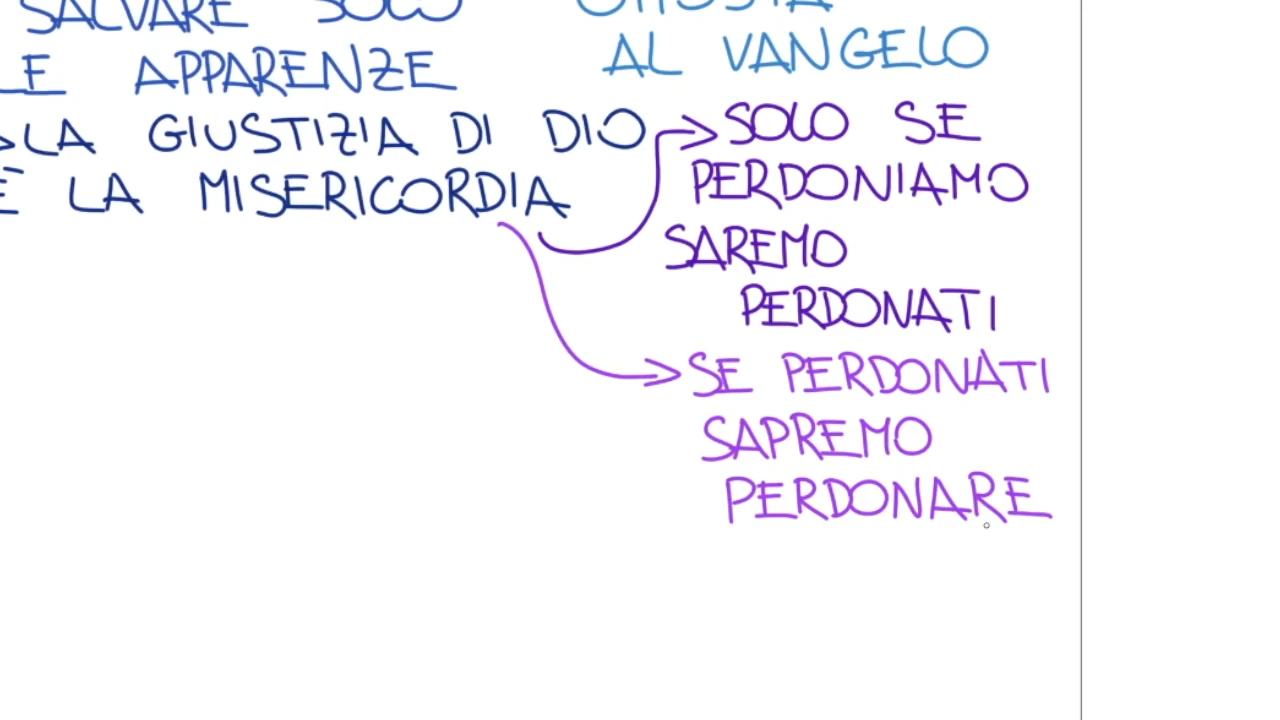 SALVARE SOLO
LE APPARENZE
LA GIUSTIZIA DI DIO
È LA MISERICORDIA
AL VANGELO
SOLO SE
PERDONIAMO
SAREMO
PERDONATI
SE PERDONATI
SAPREMO
PERDONARE